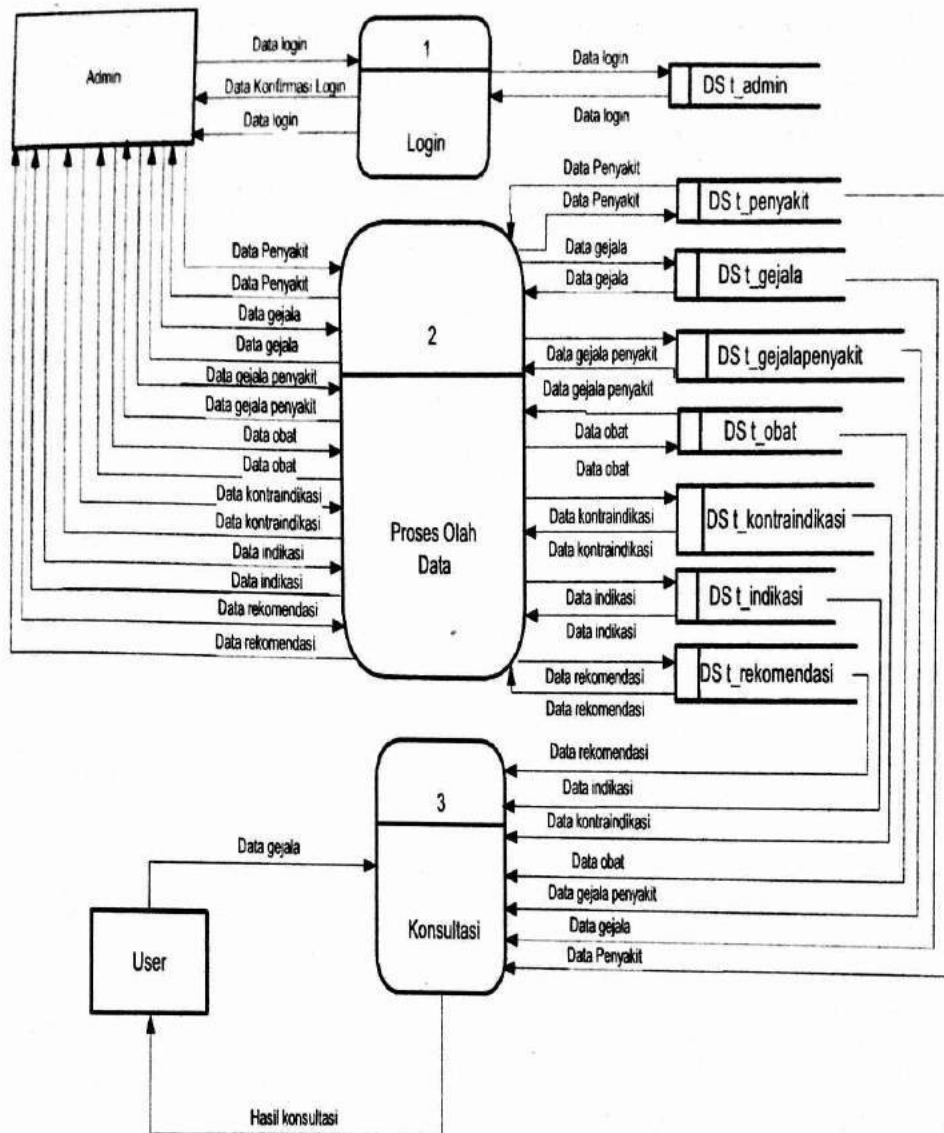 Admin
Data login
Data Konfirmasi Login
Data login
1
Login
Data login
Data login
DS t_admin
Data Penyakit
Data Penyakit
Data gejala
Data gejala
Data gejala penyakit
Data gejala penyakit
Data obat
Data obat
Data kontraindikasi
Data kontraindikasi
Data indikasi
Data indikasi
Data rekomendasi
Data rekomendasi
2
Proses Olah
Data
Data Penyakit
Data Penyakit
Data gejala
Data gejala
Data gejala penyakit
Data gejala penyakit
Data obat
Data obat
Data kontraindikasi
Data kontraindikasi
Data indikasi
Data indikasi
Data rekomendasi
Data rekomendasi
DS t_penyakit
DS t_gejala
DS t_gejalapenyakit
DS t_obat
DS t_kontraindikasi
DS t_indikasi
DS t_rekomendasi
Data gejala
User
Hasil konsultasi
3
Konsultasi
Data rekomendasi
Data indikasi
Data kontraindikasi
Data obat
Data gejala penyakit
Data gejala
Data Penyakit